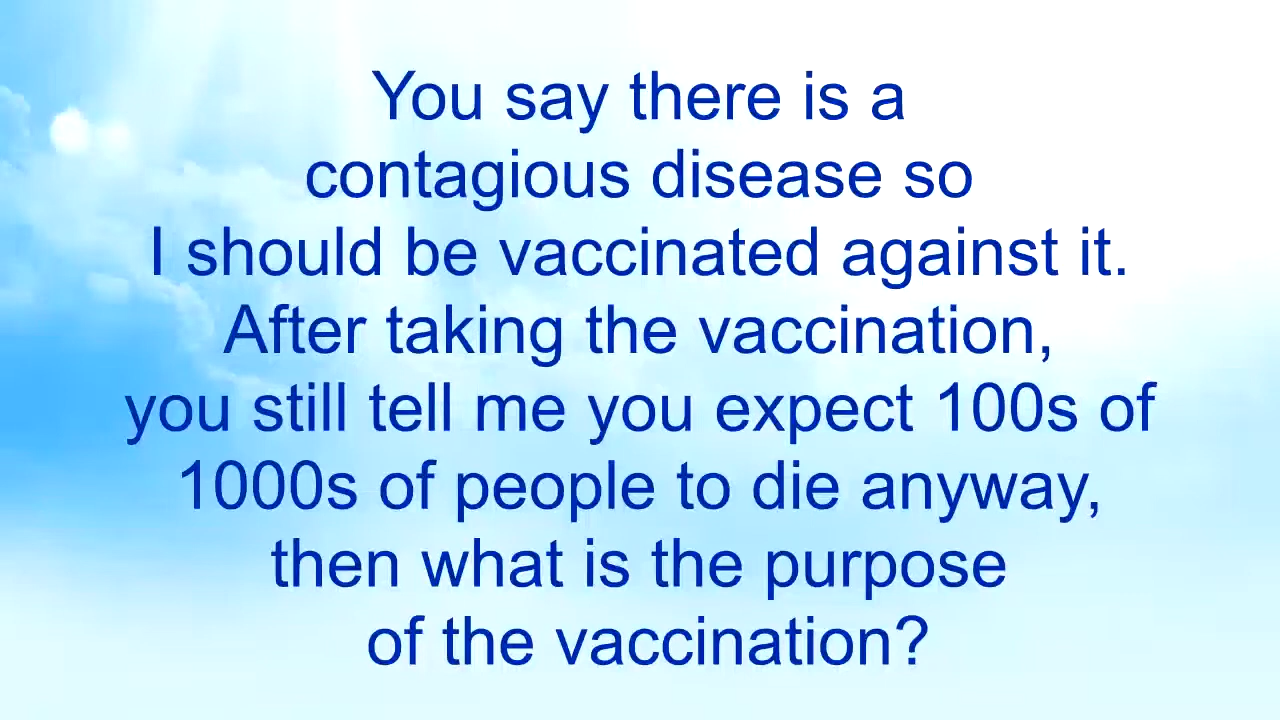 You say there is a
contagious disease so
I should be vaccinated against it.
After taking the vaccination,
you still tell me you expect 100s of
1000s of people to die anyway,
then what is the purpose
of the vaccination?